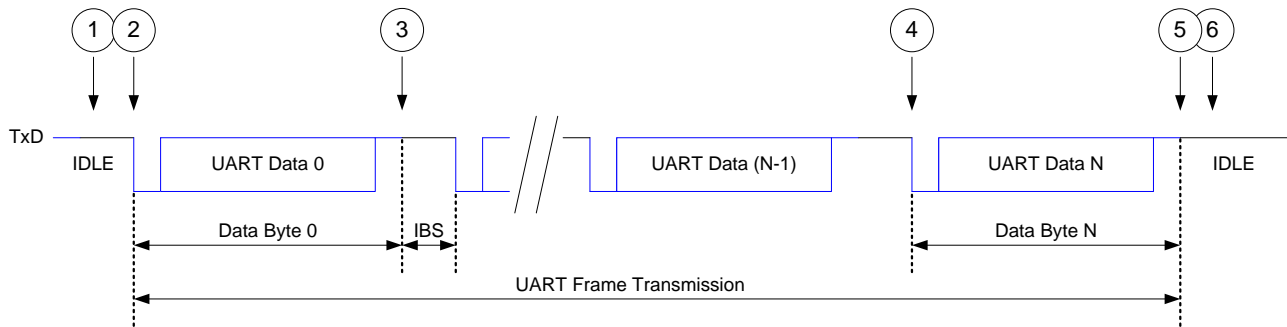 1 2 3 4 5 6
TxD
IDLE UART Data 0 UART Data (N-1) UART Data N IDLE
Data Byte 0 IBS Data Byte N
UART Frame Transmission